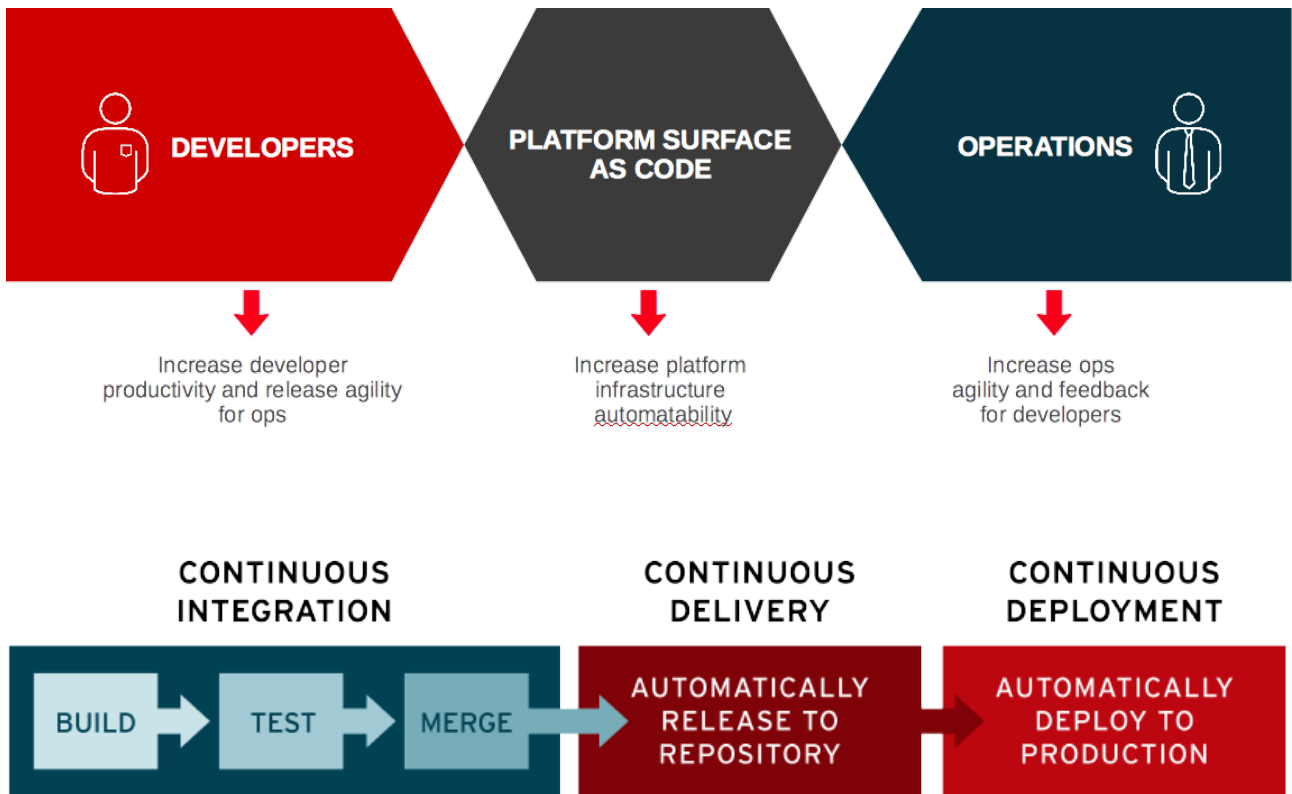 DEVELOPERS
PLATFORM SURFACE
AS CODE
OPERATIONS
Increase developer
productivity and release agility
for ops
Increase platform
infrastructure
automatability
Increase ops
agility and feedback
for developers
CONTINUOUS
INTEGRATION
CONTINUOUS
DELIVERY
CONTINUOUS
DEPLOYMENT
BUILD
TEST
MERGE
AUTOMATICALLY
RELEASE TO
REPOSITORY
AUTOMATICALLY
DEPLOY TO
PRODUCTION